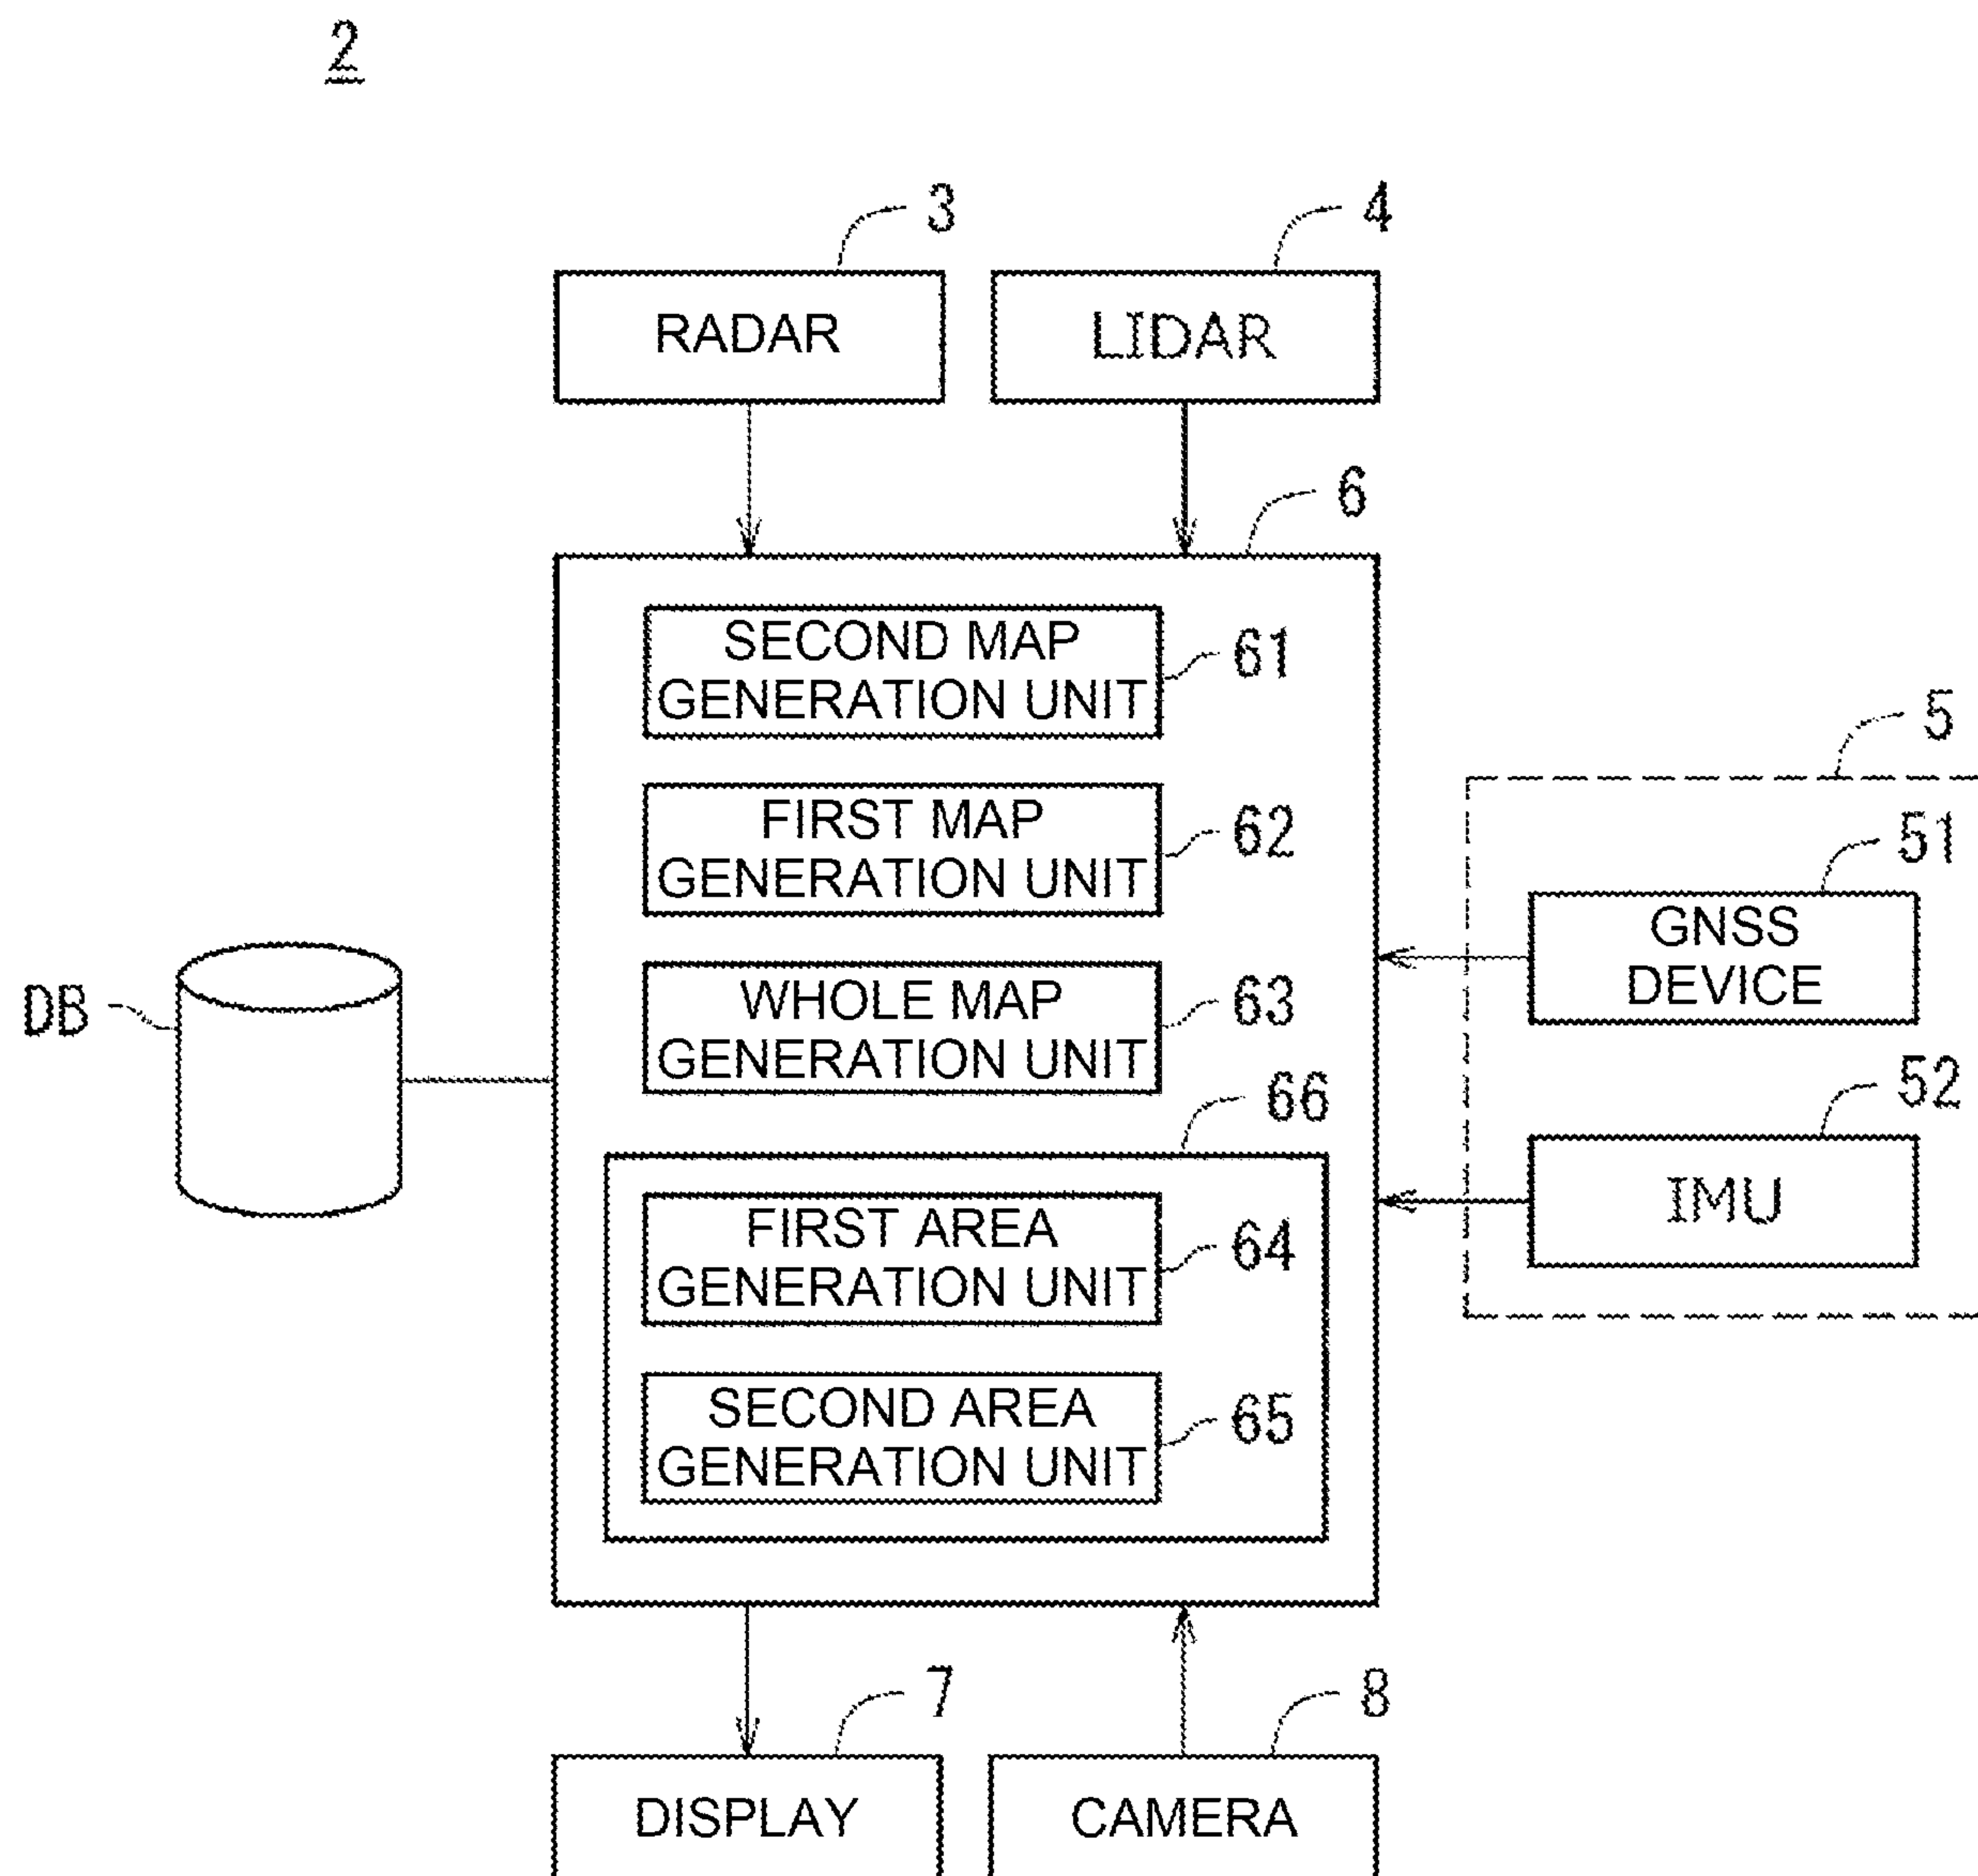 2
3
4
RADAR
LIDAR
6
SECOND MAP
GENERATION UNIT
61
5
FIRST MAP
GENERATION UNIT
62
51
GNSS
DEVICE
DB
WHOLE MAP
GENERATION UNIT
63
66
52
IMU
FIRST AREA
GENERATION UNIT
64
SECOND AREA
GENERATION UNIT
65
7
8
DISPLAY
CAMERA